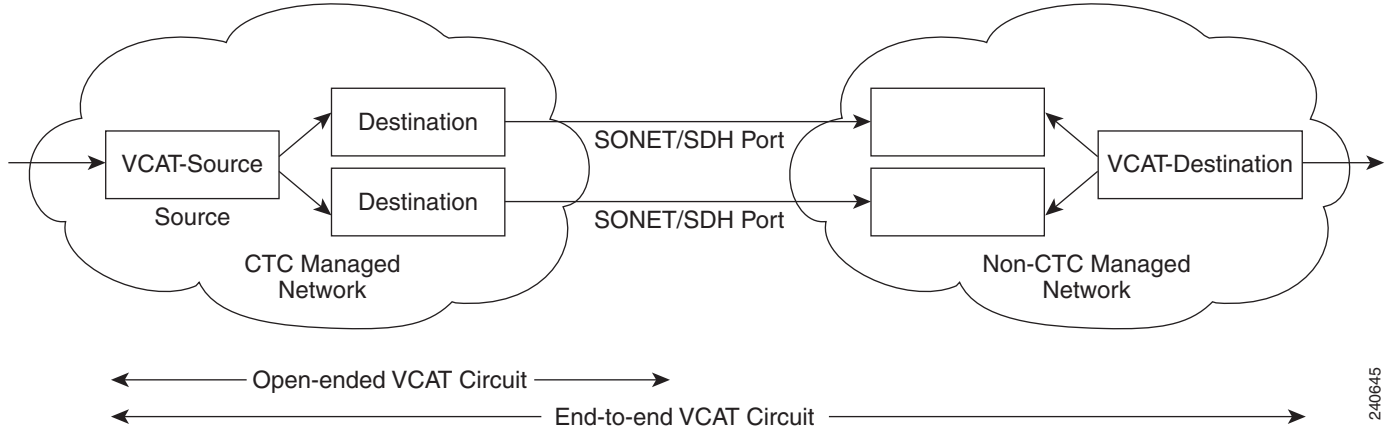 Destination
SONET/SDH Port
VCAT-Source
Source
Destination
SONET/SDH Port
VCAT-Destination
CTC Managed
Network
Non-CTC Managed
Network
Open-ended VCAT Circuit
End-to-end VCAT Circuit
240645